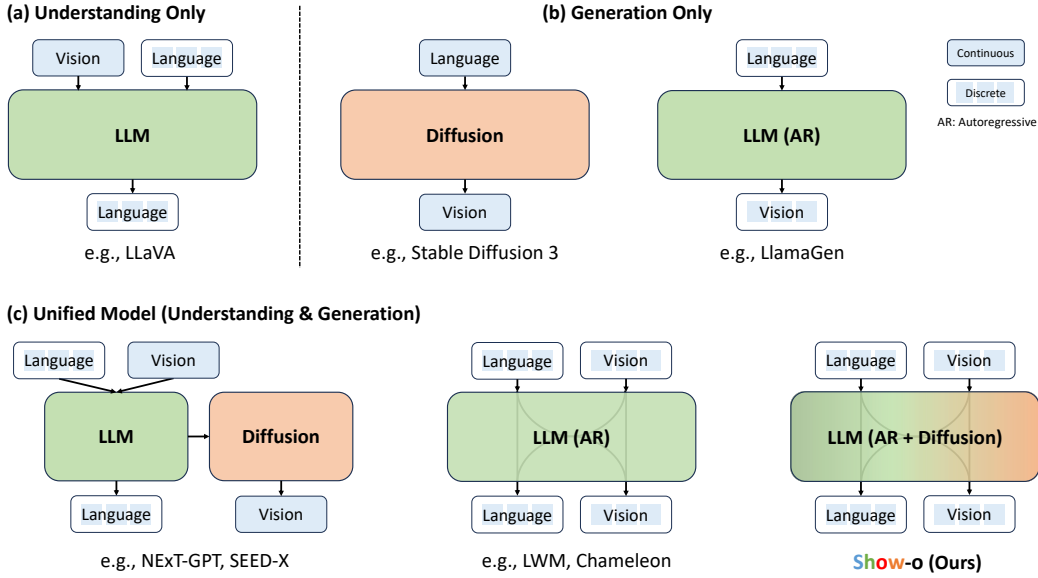 (a) Understanding Only
(b) Generation Only
Vision
Language
LLM
Language
e.g., LLaVA
Language
Diffusion
Vision
e.g., Stable Diffusion 3
Language
LLM (AR)
Vision
e.g., LlamaGen
Continuous
Discrete
AR: Autoregressive
(c) Unified Model (Understanding & Generation)
Language
Vision
LLM
Diffusion
Language
Vision
e.g., NExT-GPT, SEED-X
Language
Vision
LLM (AR)
Language
Vision
e.g., LWM, Chameleon
Language
Vision
LLM (AR + Diffusion)
Language
Vision
Show-o (Ours)